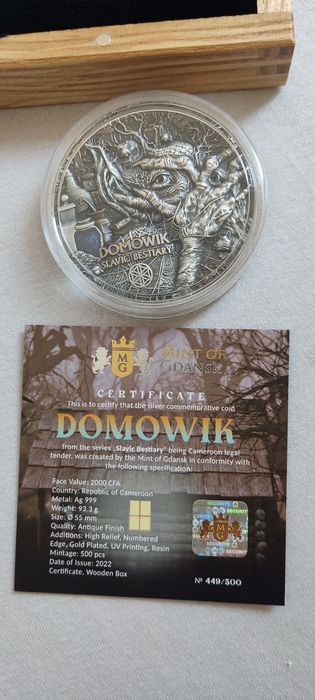 DOMOWIK
SLAVIC BESTIARY
MG
MINT OF
GDAŃSK
CERTIFICATE
This is to certify that the silver commemorative coin
DOMOWIK
from the series „Slavic Bestiary” being Cameroon legal
tender, was created by the Mint of Gdansk in conformity with
the following specification:
Face Value: 2000 CFA
Country: Republic of Cameroon
Metal: Ag 999
Weight: 93.3 g
Size: Ø 55 mm
Quality: Antique Finish
Additions: High Relief, Numbered
Edge, Gold Plated, UV Printing, Resin
Mintage: 500 pcs
Date of Issue: 2022
Certificate, Wooden Box
MG
Nº 449/500